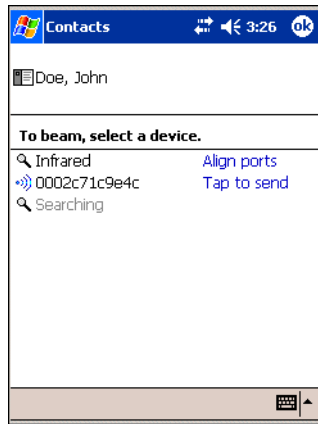 Contacts 3:26 ok
Doe, John
To beam, select a device.
Infrared Align ports
0002c71c9e4c Tap to send
Searching